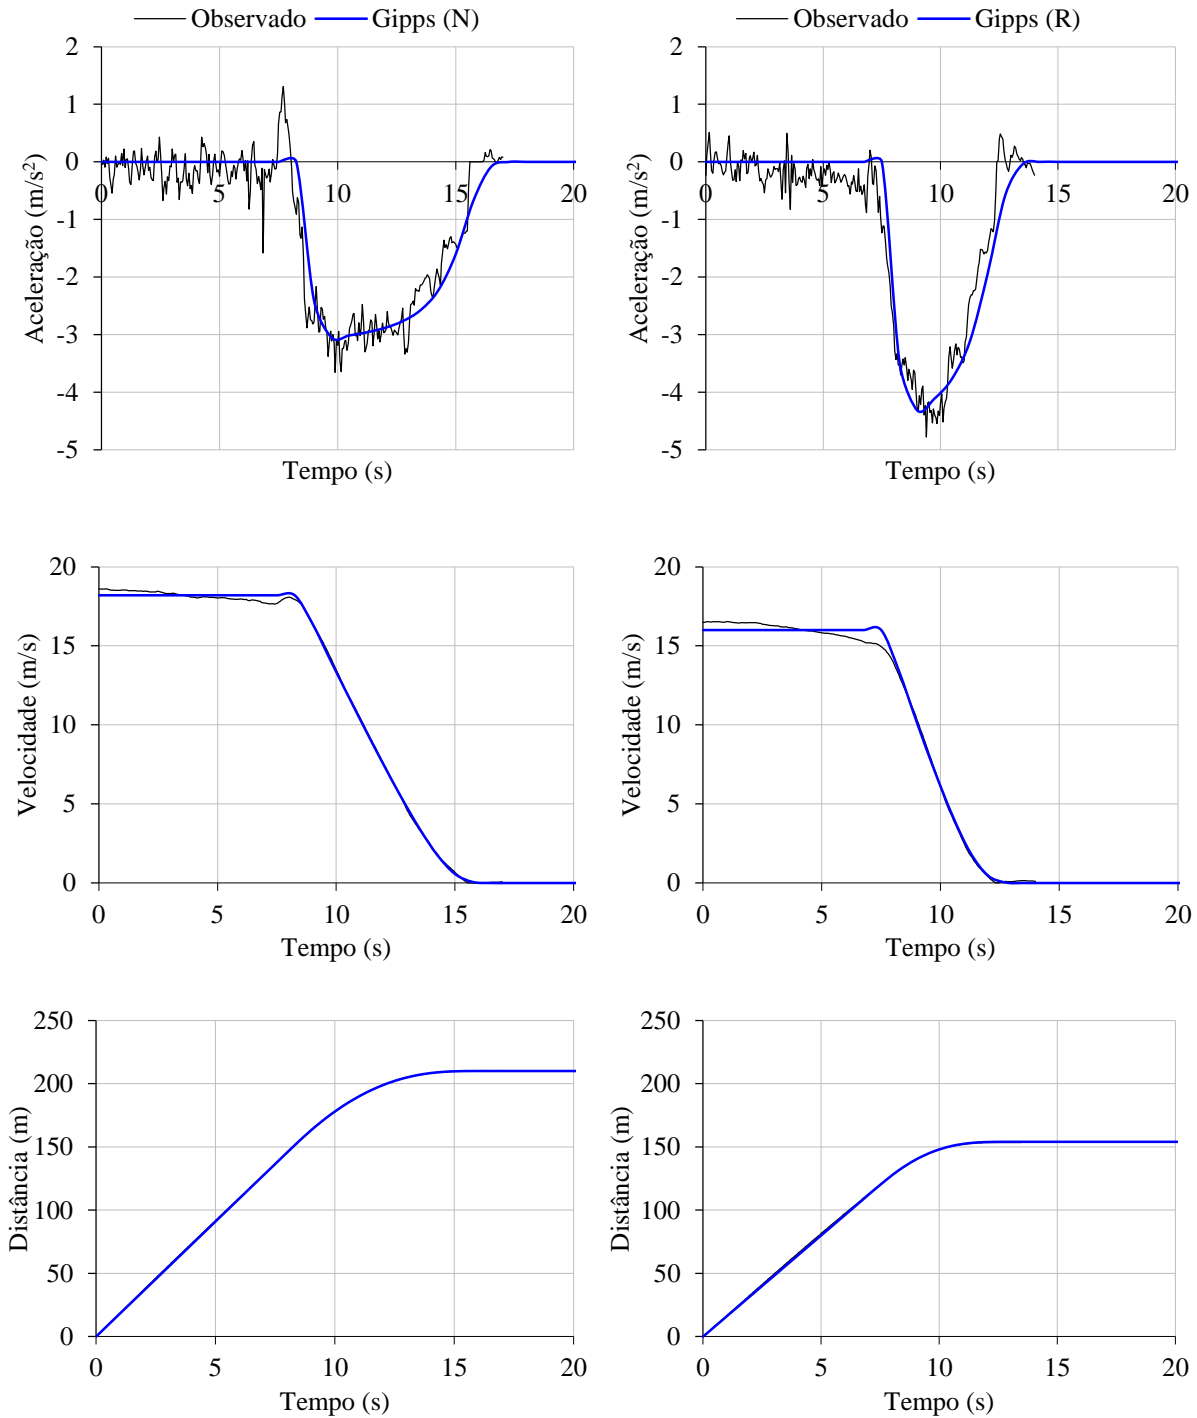 Observado Gipps (N)
2
1
0
-1
-2
-3
-4
-5
0 5 10 15 20
Aceleração (m/s²)
Tempo (s)
Observado Gipps (R)
2
1
0
-1
-2
-3
-4
-5
0 5 10 15 20
Aceleração (m/s²)
Tempo (s)
20
15
10
5
0
0 5 10 15 20
Velocidade (m/s)
Tempo (s)
20
15
10
5
0
0 5 10 15 20
Velocidade (m/s)
Tempo (s)
250
200
150
100
50
0
0 5 10 15 20
Distância (m)
Tempo (s)
250
200
150
100
50
0
0 5 10 15 20
Distância (m)
Tempo (s)